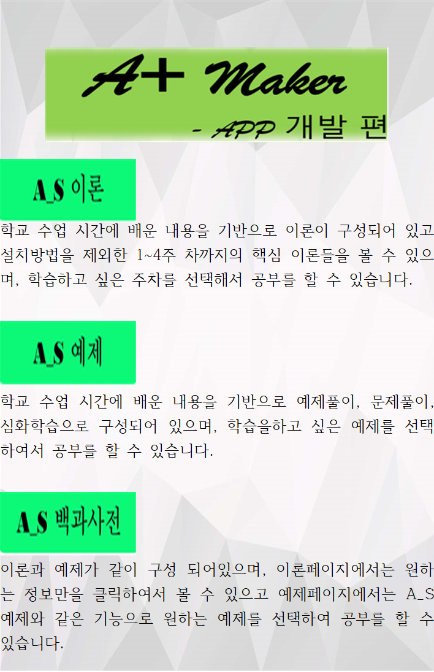 A+ Maker
- APP 개발 편
A_S 이론
학교 수업 시간에 배운 내용을 기반으로 이론이 구성되어 있고
설치방법을 제외한 1~4주 차까지의 핵심 이론들을 볼 수 있으
며, 학습하고 싶은 주차를 선택해서 공부를 할 수 있습니다.
A_S 예제
학교 수업 시간에 배운 내용을 기반으로 예제풀이, 문제풀이,
심화학습으로 구성되어 있으며, 학습을하고 싶은 예제를 선택
하여서 공부를 할 수 있습니다.
A_S 백과사전
이론과 예제가 같이 구성 되어있으며, 이론페이지에서는 원하
는 정보만을 클릭하여서 볼 수 있으고 예제페이지에서는 A_S
예제와 같은 기능으로 원하는 예제를 선택하여 공부를 할 수
있습니다.